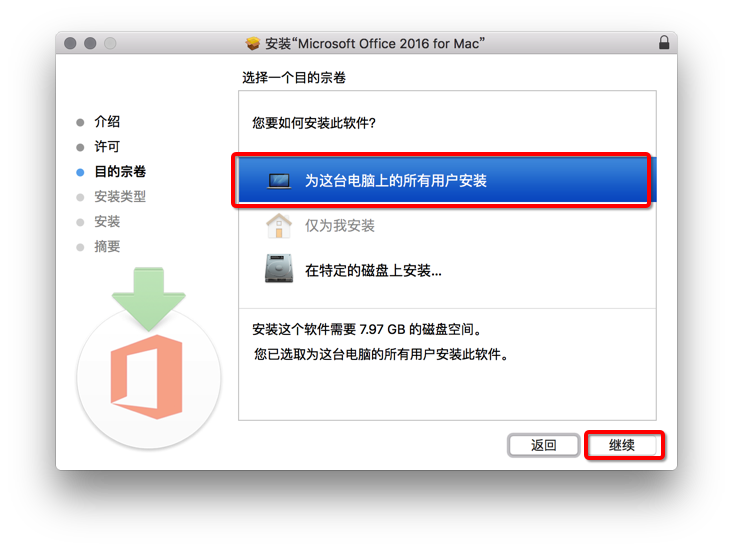 安装“Microsoft Office 2016 for Mac”
选择一个目的宗卷
介绍
许可
目的宗卷
安装类型
安装
摘要
您要如何安装此软件?
为这台电脑上的所有用户安装
仅为我安装
在特定的磁盘上安装...
安装这个软件需要 7.97 GB 的磁盘空间。
您已选取为这台电脑的所有用户安装此软件。
返回
继续